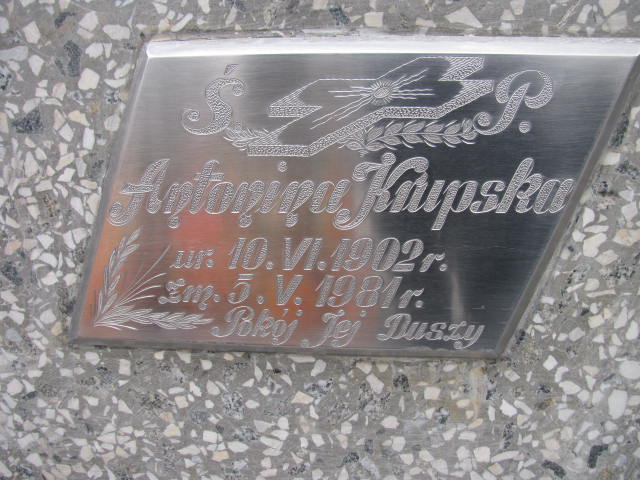 Ś. P.
Antonina Krupska
ur. 10. VI. 1902 r.
zm. 5. V. 1981 r.
Pokój Jej Duszy